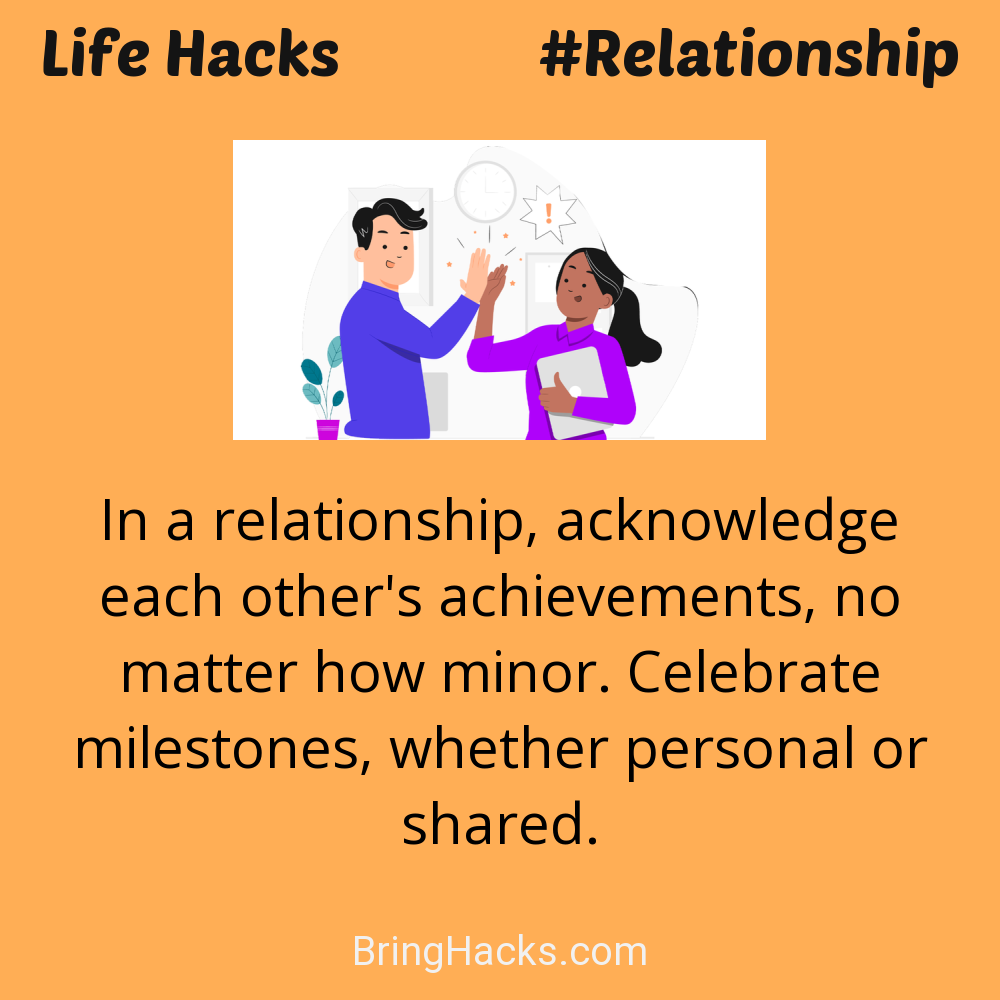 Life Hacks #Relationship
!
In a relationship, acknowledge
each other's achievements, no
matter how minor. Celebrate
milestones, whether personal or
shared.
BringHacks.com